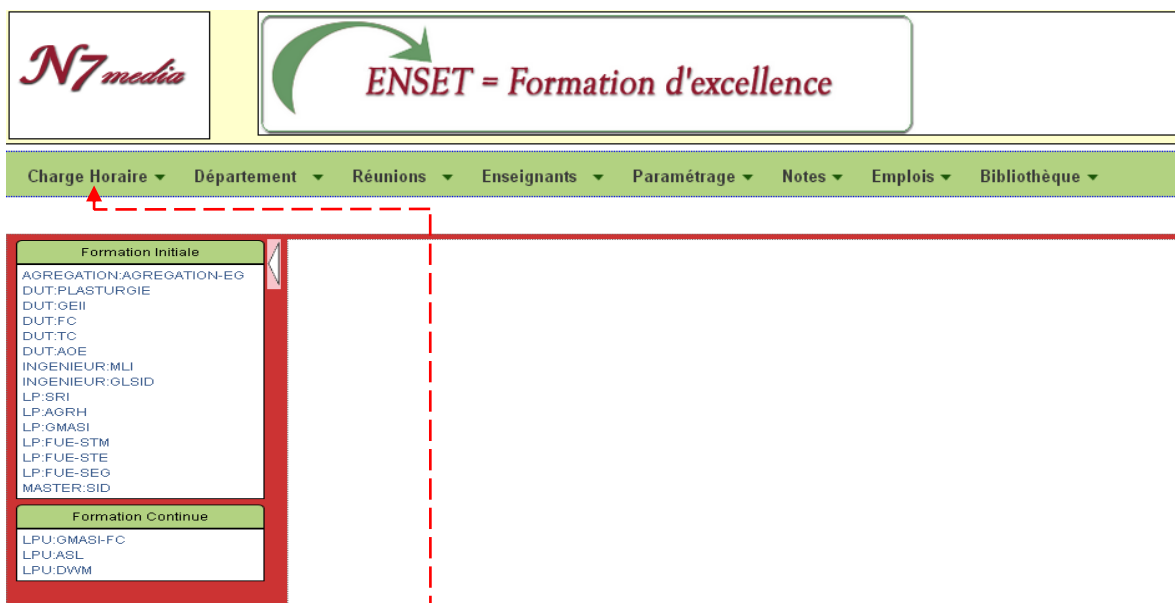 N7media
ENSET = Formation d'excellence
Charge Horaire Département Réunions Enseignants Paramétrage Notes Emplois Bibliothèque
Formation Initiale
AGREGATION:AGREGATION-EG
DUT:PLASTURGIE
DUT:GEII
DUT:FC
DUT:TC
DUT:AOE
INGENIEUR:MLI
INGENIEUR:GLSID
LP:SRI
LP:AGRH
LP:GMASI
LP:FUE-STM
LP:FUE-STE
LP:FUE-SEG
MASTER:SID
Formation Continue
LPU:GMASI-FC
LPU:ASL
LPU:DWM